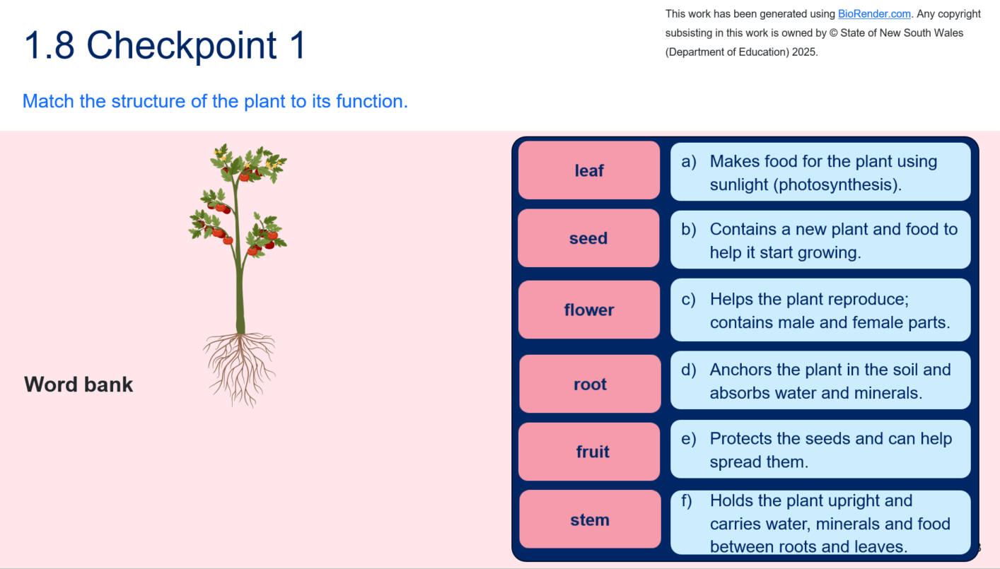 This work has been generated using BioRender.com. Any copyright
subsisting in this work is owned by © State of New South Wales
(Department of Education) 2025.
1.8 Checkpoint 1
Match the structure of the plant to its function.
Word bank
leaf
a) Makes food for the plant using
sunlight (photosynthesis).
seed
b) Contains a new plant and food to
help it start growing.
flower
c) Helps the plant reproduce;
contains male and female parts.
root
d) Anchors the plant in the soil and
absorbs water and minerals.
fruit
e) Protects the seeds and can help
spread them.
stem
f) Holds the plant upright and
carries water, minerals and food
between roots and leaves.